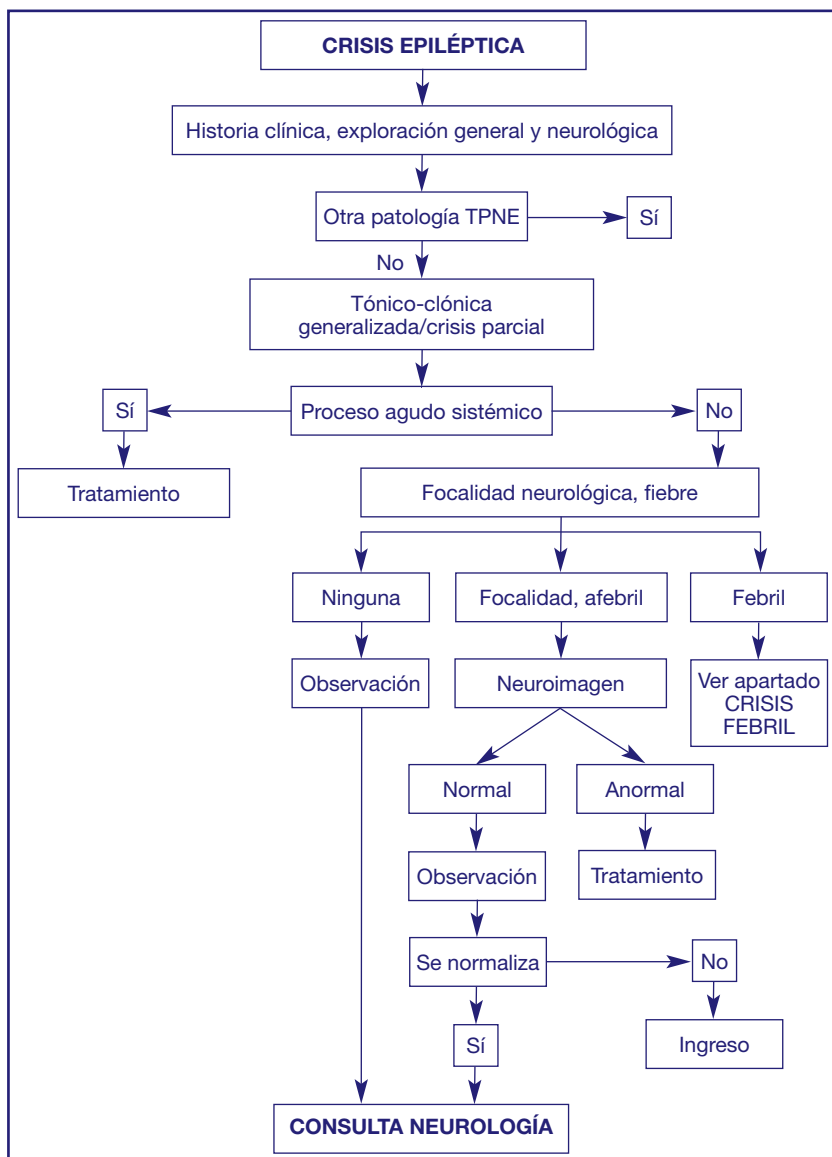 CRISIS EPILÉPTICA
Historia clínica, exploración general y neurológica
Otra patología TPNE
Sí
No
Tónico-clónica
generalizada/crisis parcial
Sí
Proceso agudo sistémico
No
Tratamiento
Focalidad neurológica, fiebre
Ninguna
Focalidad, afebril
Febril
Observación
Neuroimagen
Ver apartado
CRISIS
FEBRIL
Normal
Anormal
Observación
Tratamiento
Se normaliza
No
Sí
Ingreso
CONSULTA NEUROLOGÍA